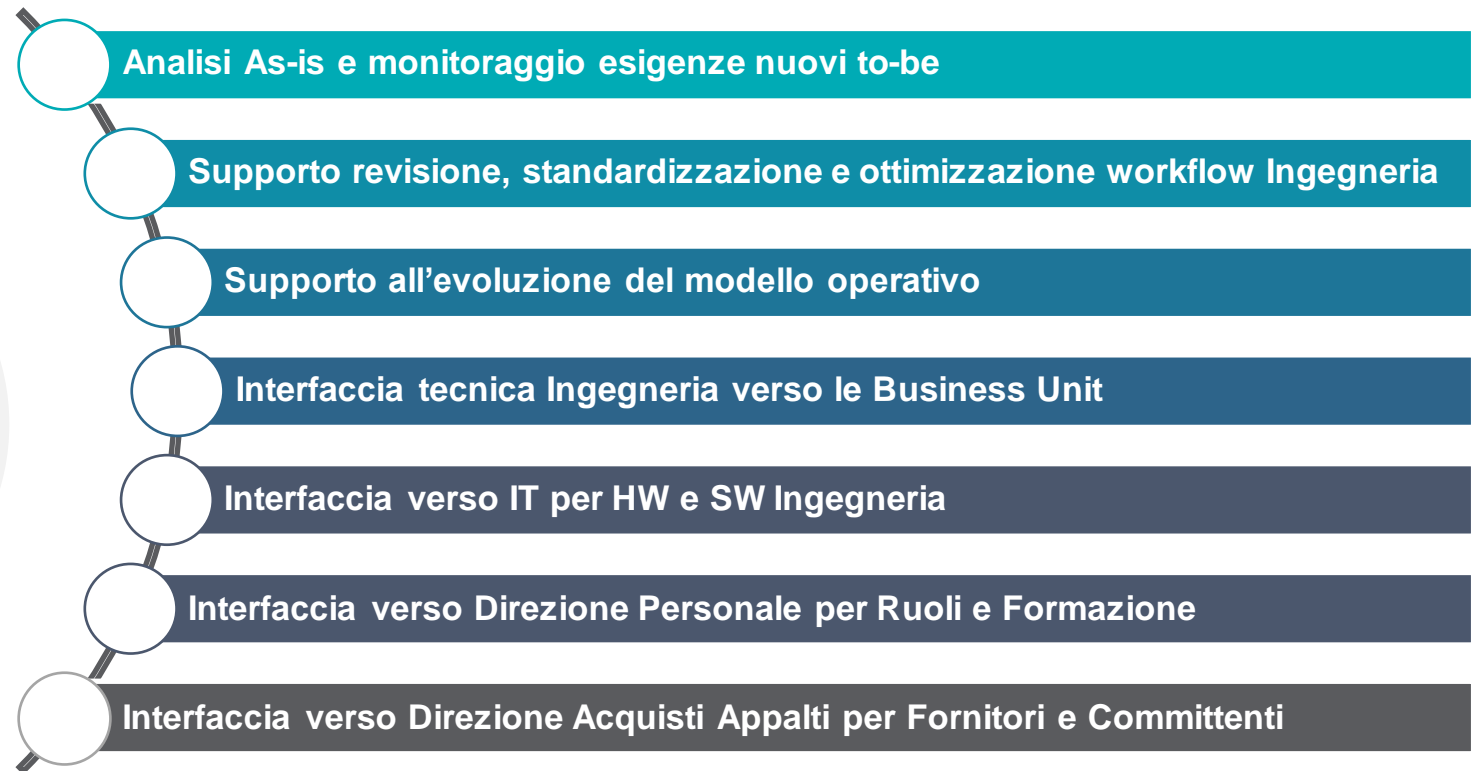 Analisi As-is e monitoraggio esigenze nuovi to-be
Supporto revisione, standardizzazione e ottimizzazione workflow Ingegneria
Supporto all’evoluzione del modello operativo
Interfaccia tecnica Ingegneria verso le Business Unit
Interfaccia verso IT per HW e SW Ingegneria
Interfaccia verso Direzione Personale per Ruoli e Formazione
Interfaccia verso Direzione Acquisti Appalti per Fornitori e Committenti